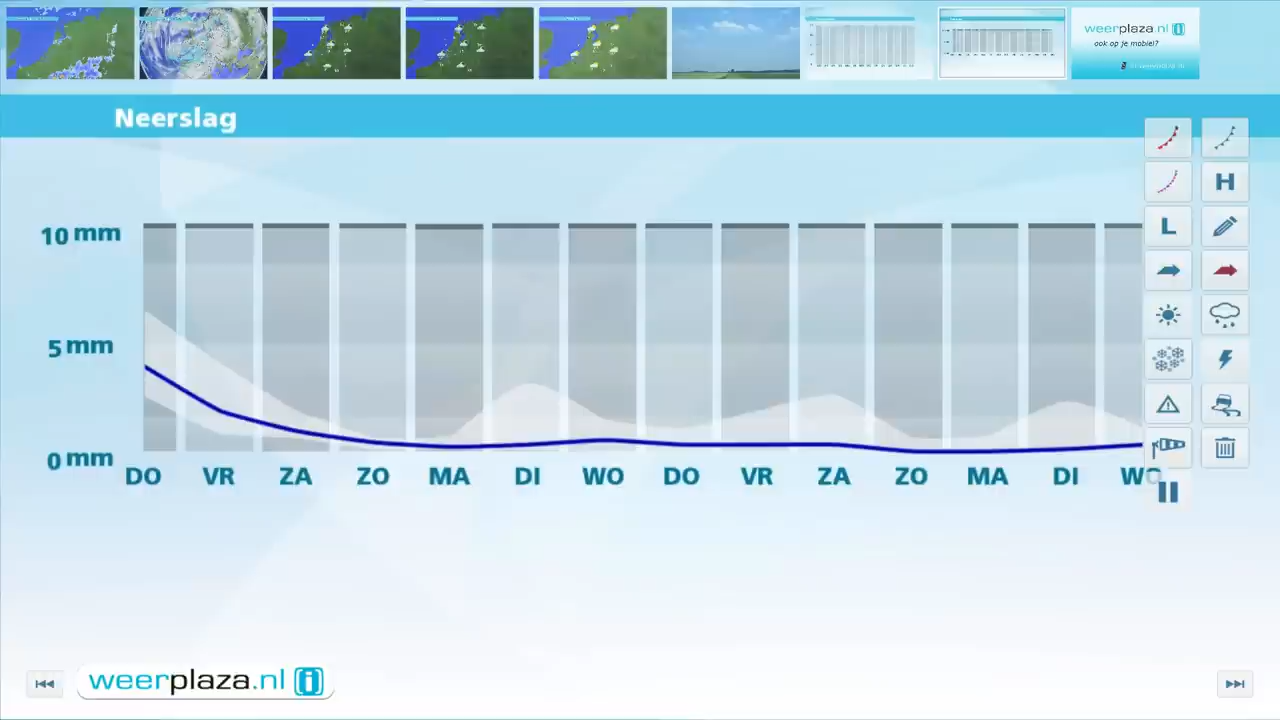 weerplaza.nl
ook op je mobiel?
Neerslag
H
L
10 mm
5 mm
0 mm
DO VR ZA ZO MA DI WO DO VR ZA ZO MA DI WO
weerplaza.nl